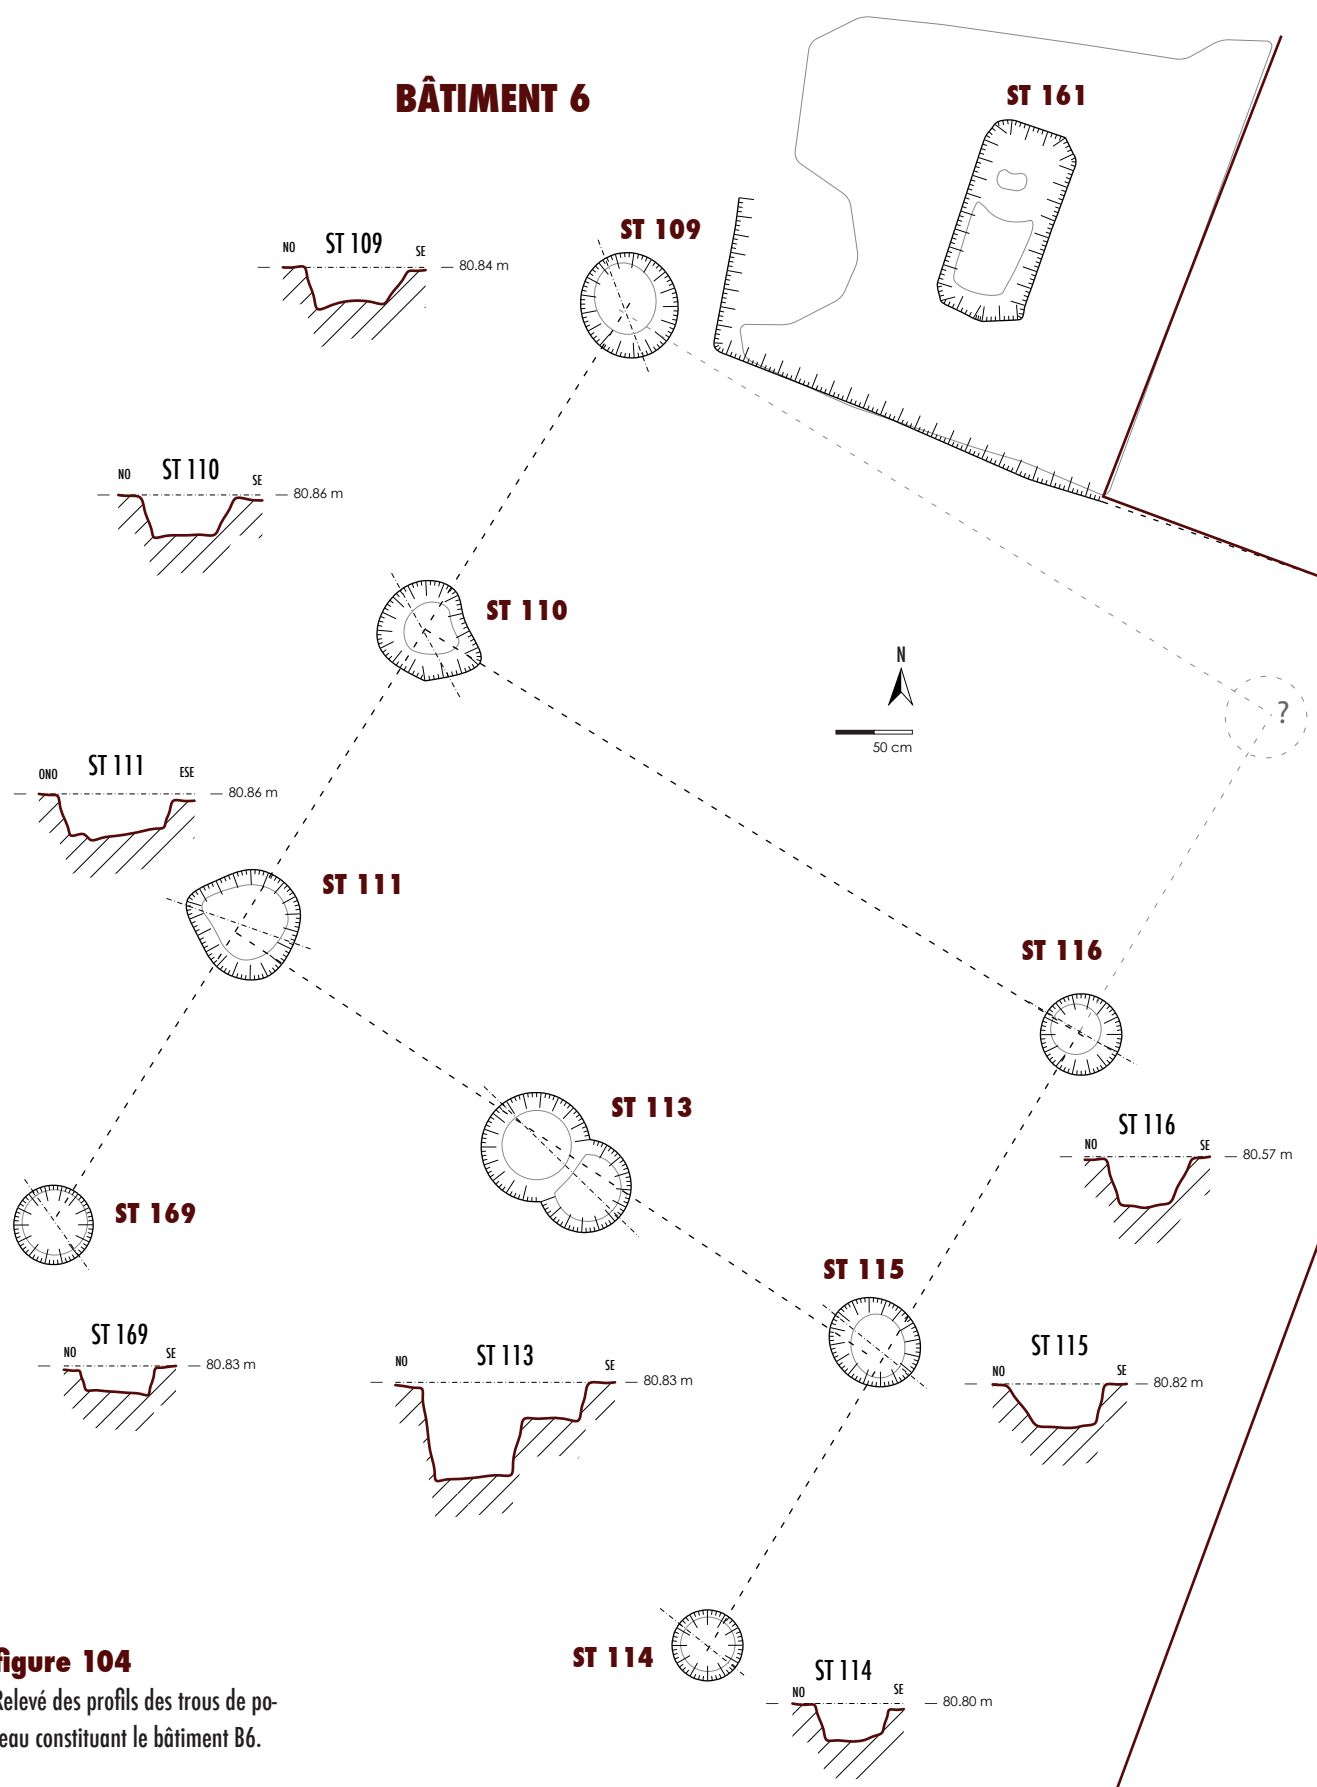 BÂTIMENT 6
ST 161
ST 109
NO ST 109 SE
80.84 m
NO ST 110 SE
80.86 m
ST 110
N
50 cm
?
ONO ST 111 ESE
80.86 m
ST 111
ST 116
ST 113
NO ST 116 SE
80.57 m
ST 169
ST 115
NO ST 169 SE
80.83 m
NO ST 113 SE
80.83 m
NO ST 115 SE
80.82 m
ST 114
NO ST 114 SE
80.80 m
figure 104
Relevé des profils des trous de po-
eau constituant le bâtiment B6.